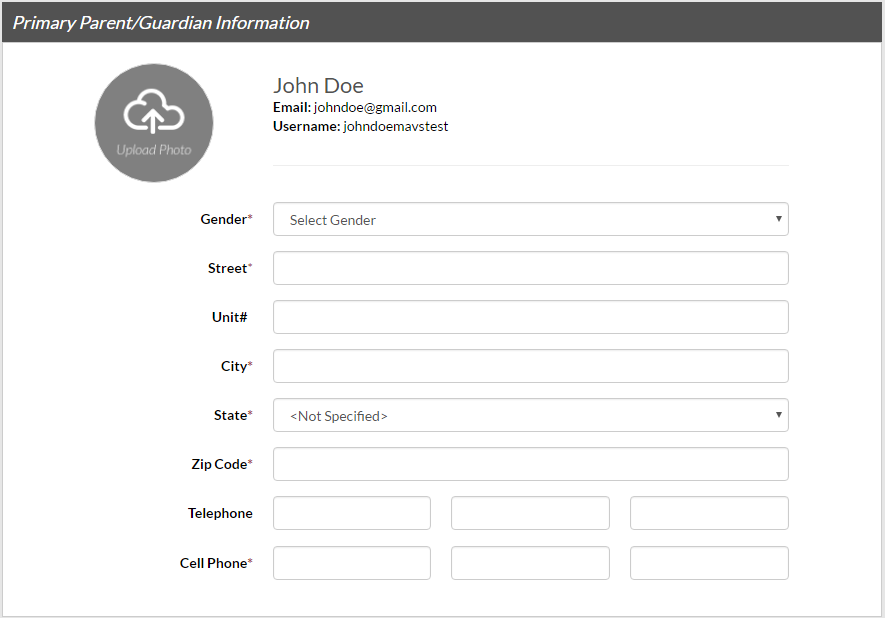 Primary Parent/Guardian Information
Upload Photo
John Doe
Email: johndoe@gmail.com
Username: johndoemavstest
Gender*
Select Gender
Street*
Unit#
City*
State*
<Not Specified>
Zip Code*
Telephone
Cell Phone*